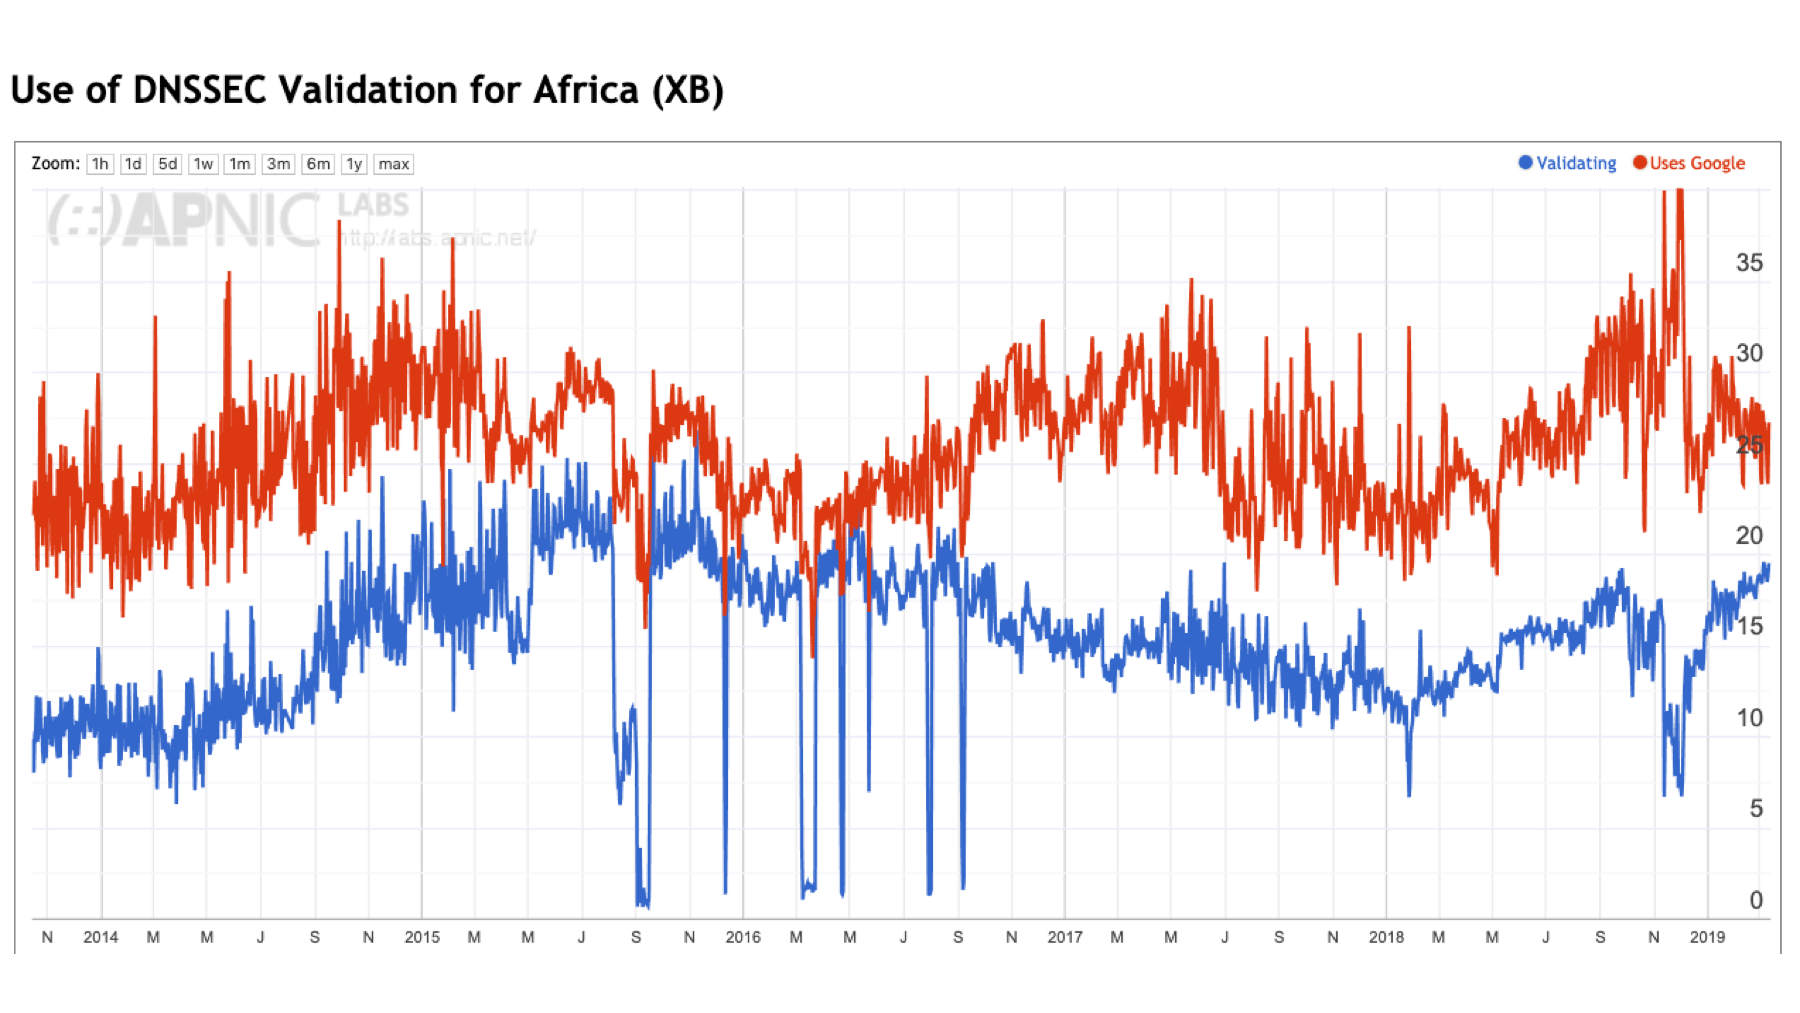 Use of DNSSEC Validation for Africa (XB)
Zoom: 1h 1d 5d 1w 1m 3m 6m 1y max
Validating Uses Google
(::)APNIC LABS
http://labs.apnic.net/
35
30
25
20
15
10
5
0
N 2014 M M J S N 2015 M M J S N 2016 M M J S N 2017 M M J S N 2018 M M J S N 2019